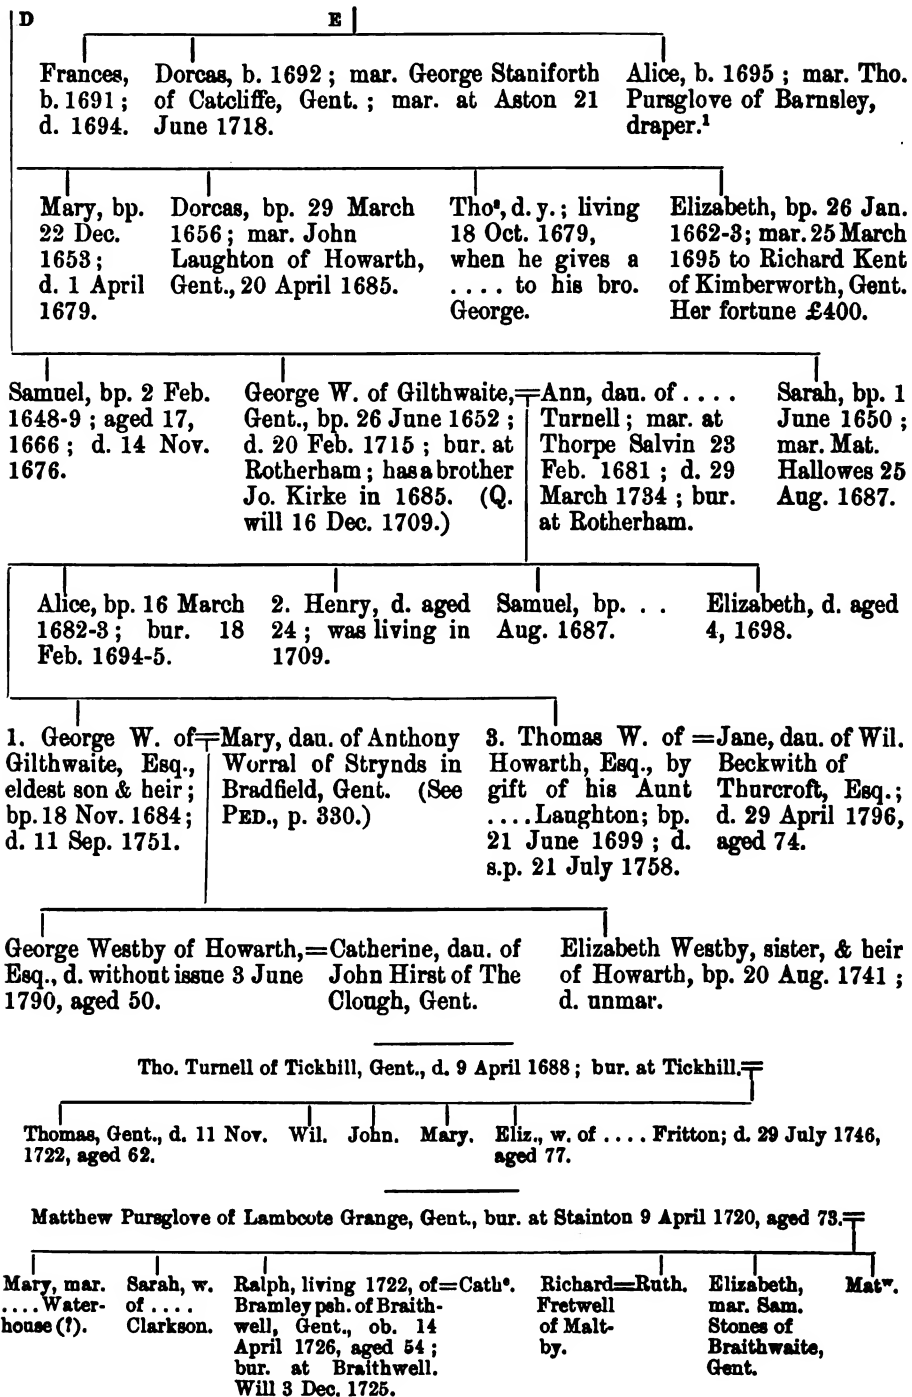 D
E
Frances,
b. 1691 ;
d. 1694.
Dorcas, b. 1692 ; mar. George Staniforth
of Catcliffe, Gent. ; mar. at Aston 21
June 1718.
Alice, b. 1695 ; mar. Tho.
Pursglove of Barnsley,
draper.¹
Mary, bp.
22 Dec.
1653 ;
d. 1 April
1679.
Dorcas, bp. 29 March
1656 ; mar. John
Laughton of Howarth,
Gent., 20 April 1685.
Thoˢ, d. y. ; living
18 Oct. 1679,
when he gives a
. . . . to his bro.
George.
Elizabeth, bp. 26 Jan.
1662-3; mar. 25 March
1695 to Richard Kent
of Kimberworth, Gent.
Her fortune £400.
Samuel, bp. 2 Feb.
1648-9 ; aged 17,
1666 ; d. 14 Nov.
1676.
George W. of Gilthwaite,=
Gent., bp. 26 June 1652 ;
d. 20 Feb. 1715 ; bur. at
Rotherham ; has a brother
Jo. Kirke in 1685. (Q.
will 16 Dec. 1709.)
Ann, dau. of . . . .
Turnell ; mar. at
Thorpe Salvin 23
Feb. 1681 ; d. 29
March 1734 ; bur.
at Rotherham.
Sarah, bp. 1
June 1650 ;
mar. Mat.
Hallowes 25
Aug. 1687.
Alice, bp. 16 March
1682-3 ; bur. 18
Feb. 1694-5.
2. Henry, d. aged
24 ; was living in
1709.
Samuel, bp. . .
Aug. 1687.
Elizabeth, d. aged
4, 1698.
1. George W. of=
Gilthwaite, Esq.,
eldest son & heir ;
bp. 18 Nov. 1684 ;
d. 11 Sep. 1751.
Mary, dau. of Anthony
Worral of Strynds in
Bradfield, Gent. (See
PED., p. 330.)
3. Thomas W. of =
Howarth, Esq., by
gift of his Aunt
. . . . Laughton; bp.
21 June 1699 ; d.
s.p. 21 July 1758.
Jane, dau. of Wil.
Beckwith of
Thurcroft, Esq. ;
d. 29 April 1796,
aged 74.
George Westby of Howarth,=
Esq., d. without issue 3 June
1790, aged 50.
Catherine, dau. of
John Hirst of The
Clough, Gent.
Elizabeth Westby, sister, & heir
of Howarth, bp. 20 Aug. 1741 ;
d. unmar.
Tho. Turnell of Tickhill, Gent., d. 9 April 1688 ; bur. at Tickhill.=
Thomas, Gent., d. 11 Nov.
1722, aged 62.
Wil.
John.
Mary.
Eliz., w. of . . . . Fritton; d. 29 July 1746,
aged 77.
Matthew Pursglove of Lambcote Grange, Gent., bur. at Stainton 9 April 1720, aged 73.=
Mary, mar.
. . . . Water-
house (?).
Sarah, w.
of . . . .
Clarkson.
Ralph, living 1722, of=Cathᵉ.
Bramley psh. of Braith-
well, Gent., ob. 14
April 1726, aged 54 ;
bur. at Braithwell.
Will 3 Dec. 1725.
Richard=Ruth.
Fretwell
of Malt-
by.
Elizabeth,
mar. Sam.
Stones of
Braithwaite,
Gent.
Matʷ.